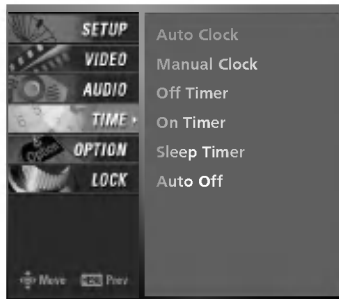 SETUP
VIDEO
AUDIO
TIME
OPTION
LOCK
Move MENU Prev
Auto Clock
Manual Clock
Off Timer
On Timer
Sleep Timer
Auto Off